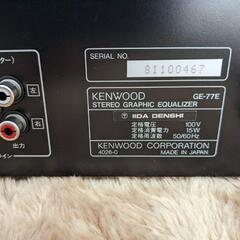 SERIAL NO.
81100467
ター)
左
右
出力
イン
KENWOOD GE-77E
STEREO GRAPHIC EQUALIZER
IIDA DENSHI
定格電圧 100V
定格消費電力 15W
定格周波数 50/60Hz
KENWOOD CORPORATION
4026-0 MADE IN JAPAN